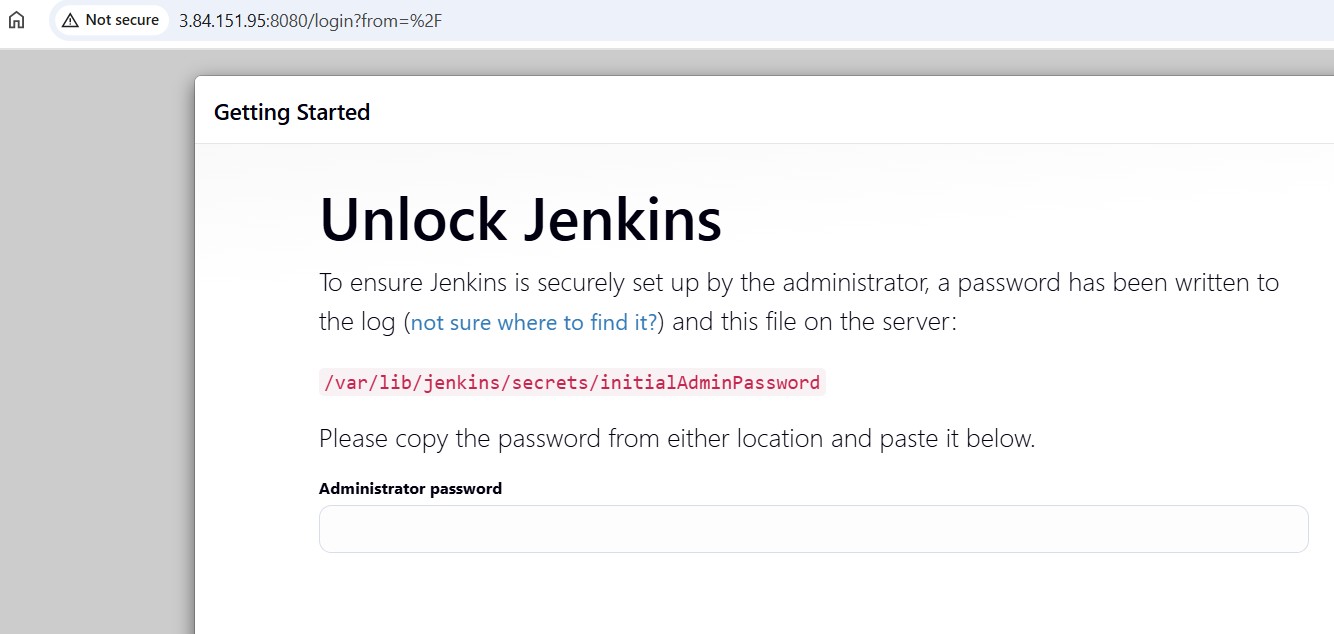 Not secure 3.84.151.95:8080/login?from=%2F
Getting Started
Unlock Jenkins
To ensure Jenkins is securely set up by the administrator, a password has been written to
the log (not sure where to find it?) and this file on the server:
/var/lib/jenkins/secrets/initialAdminPassword
Please copy the password from either location and paste it below.
Administrator password